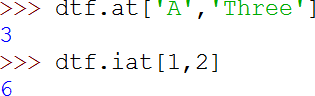 >>> dtf.at['A','Three']
3
>>> dtf.iat[1,2]
6